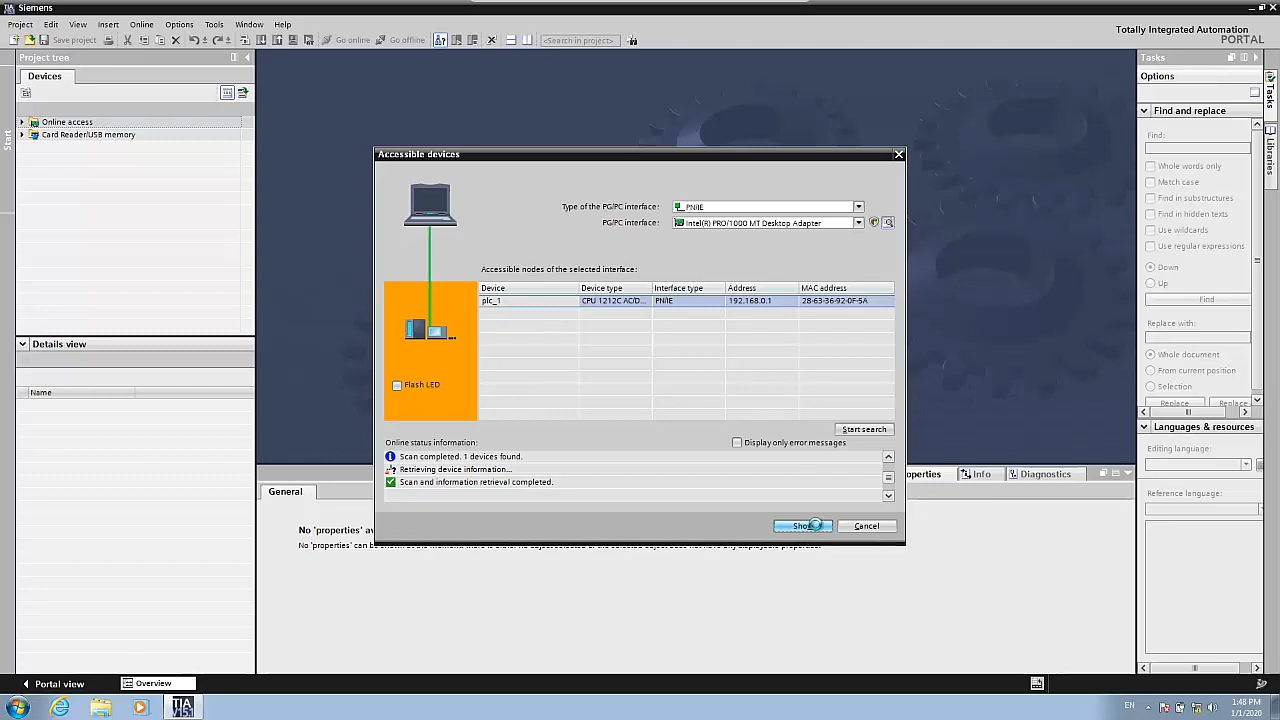 Siemens
Project Edit View Insert Online Options Tools Window Help
Totally Integrated Automation
PORTAL
Save project
Go online
Go offline
<Search in project>
Project tree
Devices
Online access
Card Reader/USB memory
Start
Details view
Name
Accessible devices
Type of the PG/PC interface: PN/IE
PG/PC interface: Intel(R) PRO/1000 MT Desktop Adapter
Accessible nodes of the selected interface:
Device Device type Interface type Address MAC address
plc_1 CPU 1212C AC/D... PN/IE 192.168.0.1 28-63-36-92-0F-5A
Flash LED
Start search
Online status information:
Display only error messages
Scan completed. 1 devices found.
Retrieving device information...
Scan and information retrieval completed.
Cancel
Info
Diagnostics
General
No 'properties'
Tasks
Options
Find and replace
Find:
Whole words only
Match case
Find in substructures
Find in hidden texts
Use wildcards
Use regular expressions
Down
Up
Find
Replace with:
Whole document
From current position
Selection
Replace Replace
Languages & resources
Editing language:
Reference language:
Tasks
Libraries
Portal view
Overview
TIA
V15.1
EN
1:48 PM
1/1/2020